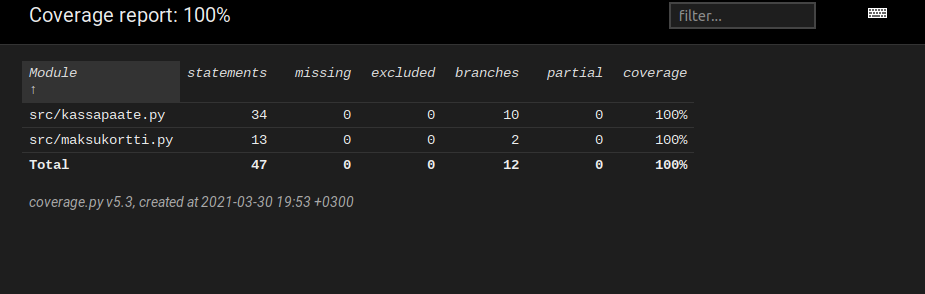 Coverage report: 100%
filter...
Module statements missing excluded branches partial coverage
↑
src/kassapaate.py 34 0 0 10 0 100%
src/maksukortti.py 13 0 0 2 0 100%
Total 47 0 0 12 0 100%
coverage.py v5.3, created at 2021-03-30 19:53 +0300